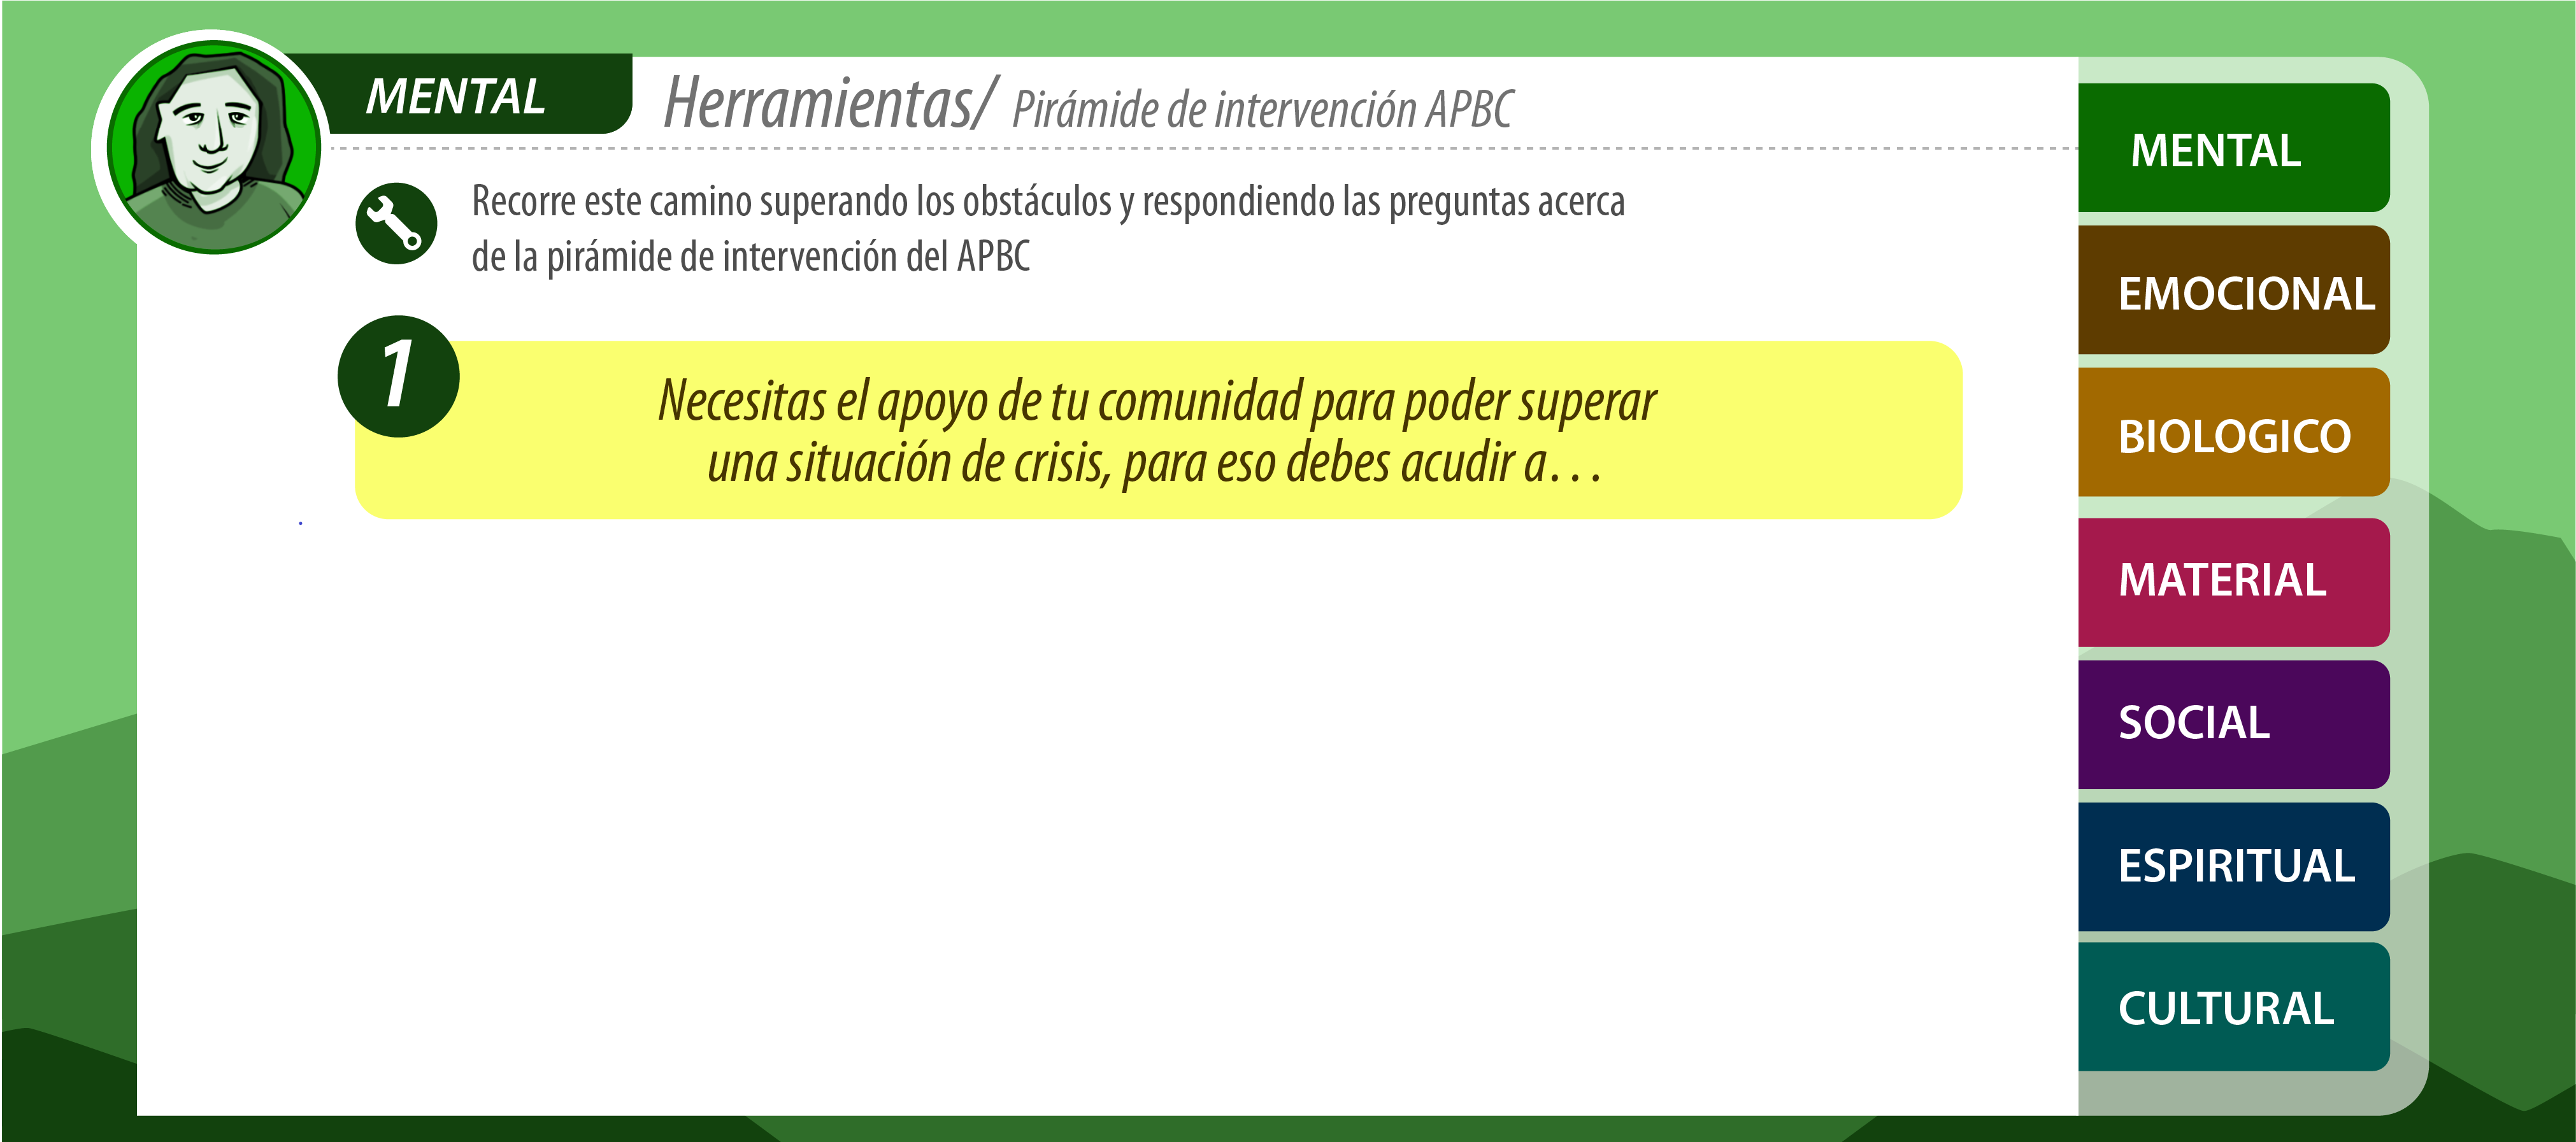 MENTAL
Herramientas/ Pirámide de intervención APBC
Recorre este camino superando los obstáculos y respondiendo las preguntas acerca
de la pirámide de intervención del APBC
1
Necesitas el apoyo de tu comunidad para poder superar
una situación de crisis, para eso debes acudir a...
MENTAL
EMOCIONAL
BIOLOGICO
MATERIAL
SOCIAL
ESPIRITUAL
CULTURAL